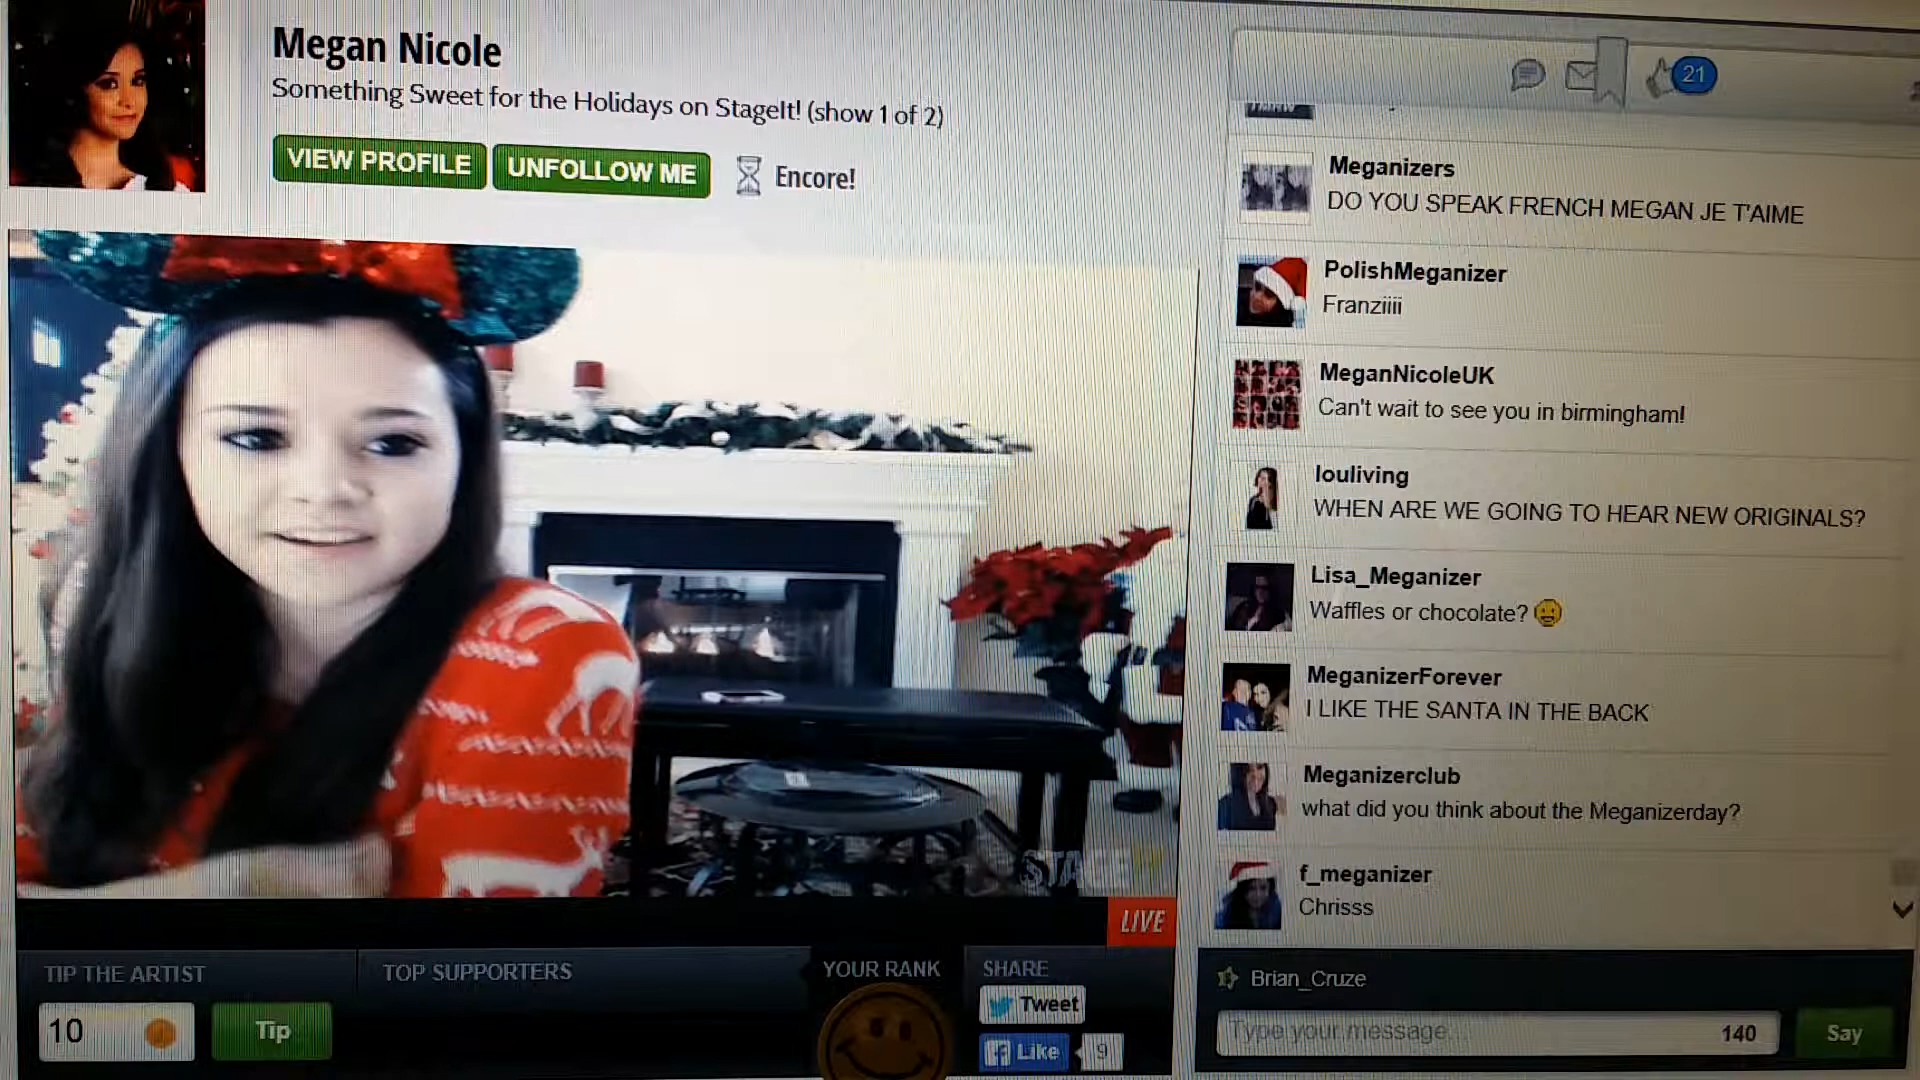 Megan Nicole
Something Sweet for the Holidays on StageIt! (show 1 of 2)
VIEW PROFILE
UNFOLLOW ME
Encore!
21
Meganizers
DO YOU SPEAK FRENCH MEGAN JE T'AIME
PolishMeganizer
Franziiii
MeganNicoleUK
Can't wait to see you in birmingham!
louliving
WHEN ARE WE GOING TO HEAR NEW ORIGINALS?
Lisa_Meganizer
Waffles or chocolate?
MeganizerForever
I LIKE THE SANTA IN THE BACK
Meganizerclub
what did you think about the Meganizerday?
f_meganizer
Chrisss
STAGEIT
LIVE
TIP THE ARTIST
TOP SUPPORTERS
YOUR RANK
SHARE
Tweet
10
Tip
Like
9
Brian_Cruze
Type your message...
140
Say